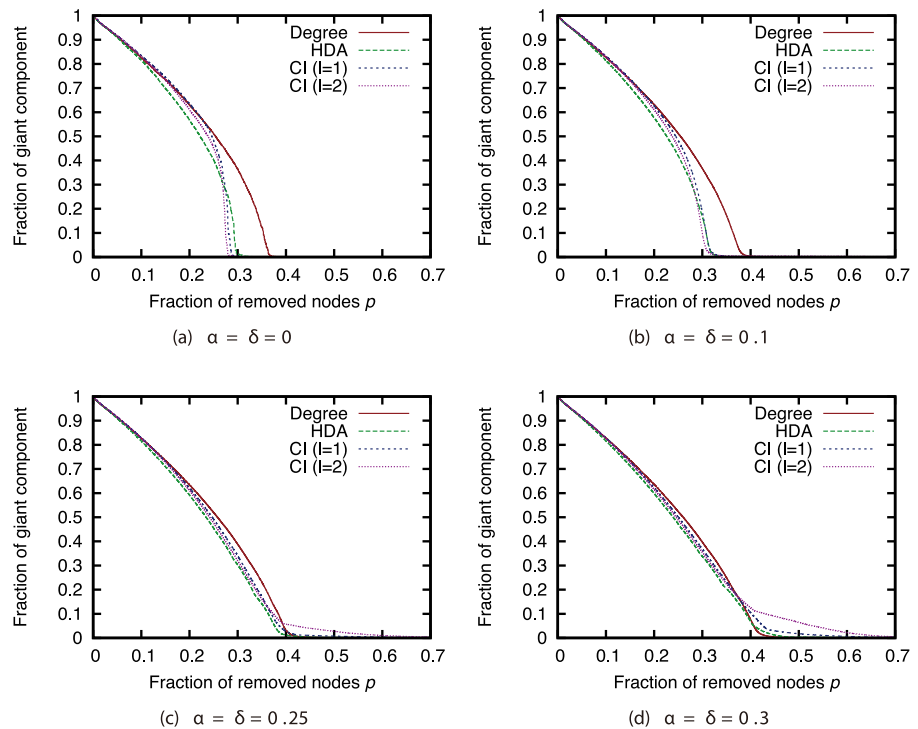 Fraction of giant component
1
0.9
0.8
0.7
0.6
0.5
0.4
0.3
0.2
0.1
0
Degree
HDA
CI (l=1)
CI (l=2)
0 0.1 0.2 0.3 0.4 0.5 0.6 0.7
Fraction of removed nodes p
(a) α = δ = 0
Fraction of giant component
1
0.9
0.8
0.7
0.6
0.5
0.4
0.3
0.2
0.1
0
Degree
HDA
CI (l=1)
CI (l=2)
0 0.1 0.2 0.3 0.4 0.5 0.6 0.7
Fraction of removed nodes p
(b) α = δ = 0 .1
Fraction of giant component
1
0.9
0.8
0.7
0.6
0.5
0.4
0.3
0.2
0.1
0
Degree
HDA
CI (l=1)
CI (l=2)
0 0.1 0.2 0.3 0.4 0.5 0.6 0.7
Fraction of removed nodes p
(c) α = δ = 0 .25
Fraction of giant component
1
0.9
0.8
0.7
0.6
0.5
0.4
0.3
0.2
0.1
0
Degree
HDA
CI (l=1)
CI (l=2)
0 0.1 0.2 0.3 0.4 0.5 0.6 0.7
Fraction of removed nodes p
(d) α = δ = 0 .3